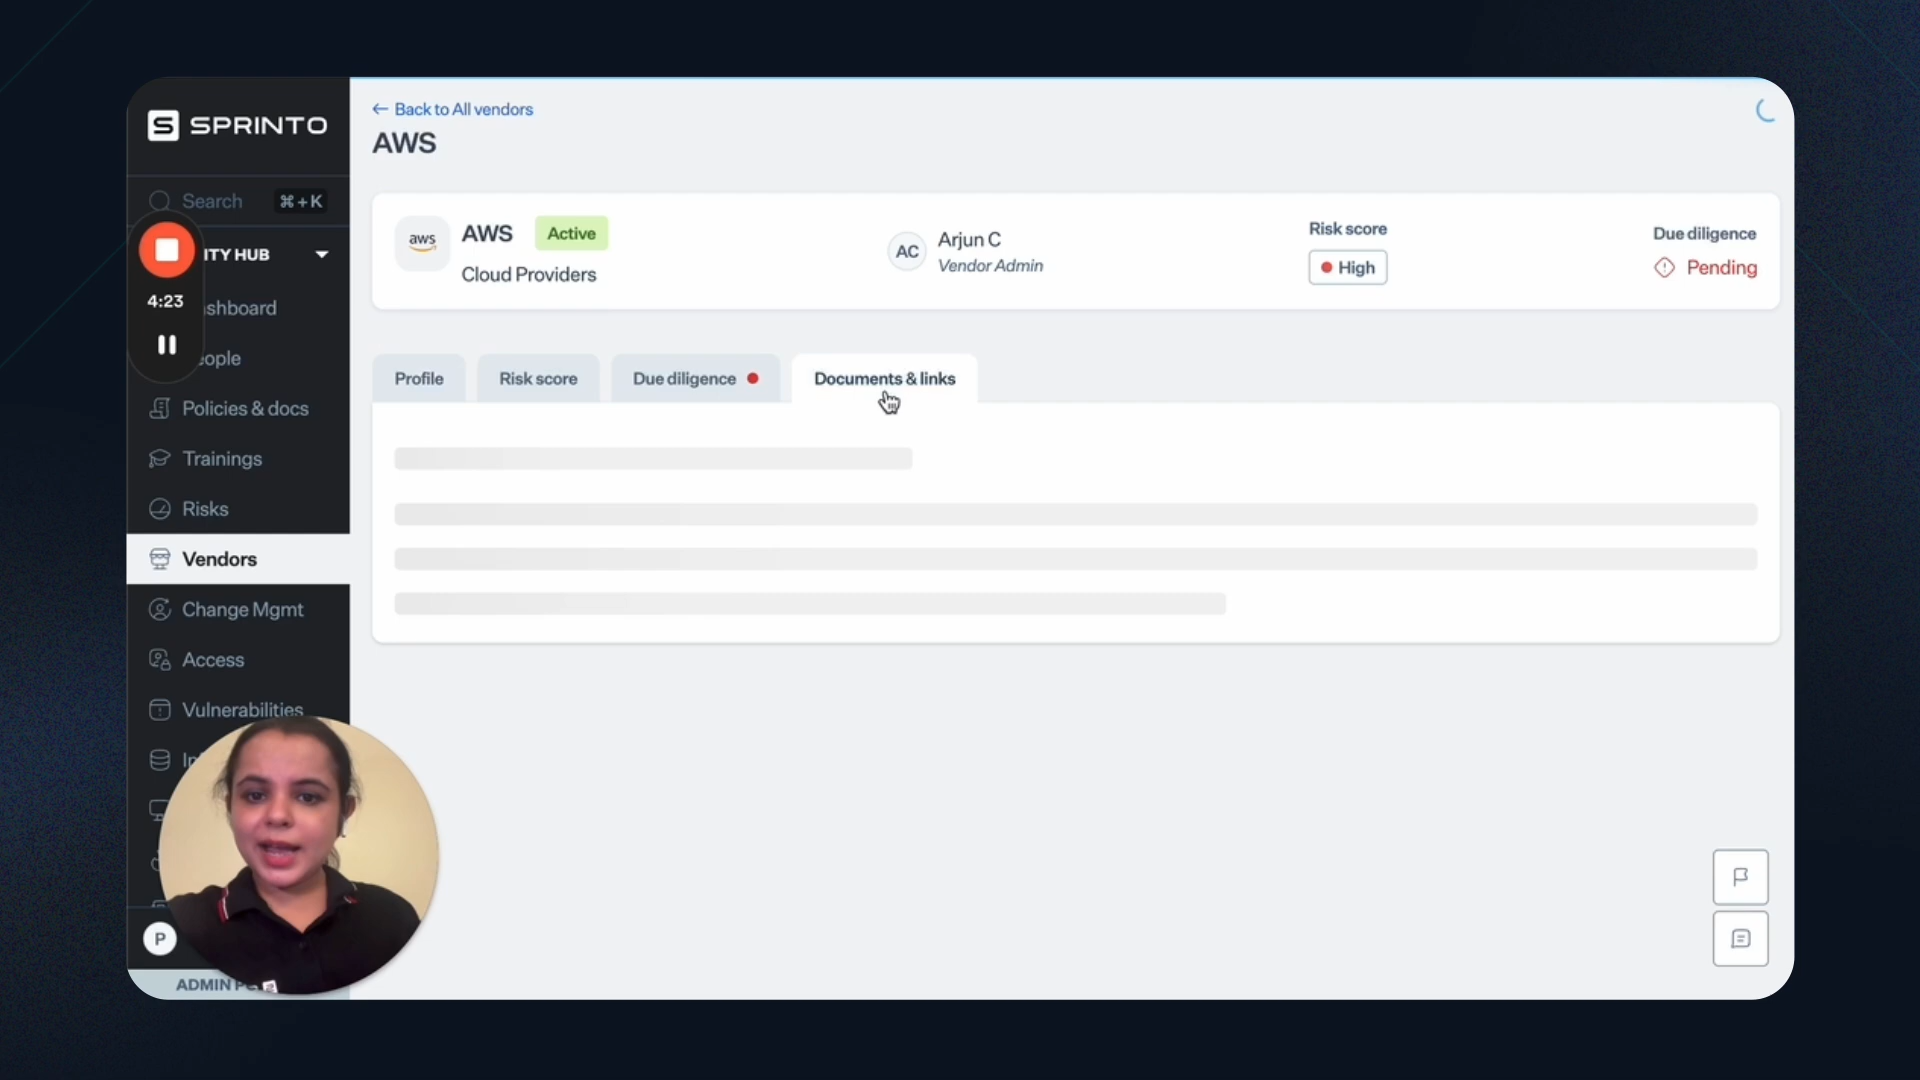 SPRINTO
Search ⌘+K
ITY HUB
4:23
shboard
eople
Policies & docs
Trainings
Risks
Vendors
Change Mgmt
Access
Vulnerabilities
P
ADMIN
← Back to All vendors
AWS
aws
AWS Active
Cloud Providers
AC
Arjun C
Vendor Admin
Risk score
High
Due diligence
Pending
Profile Risk score Due diligence Documents & links